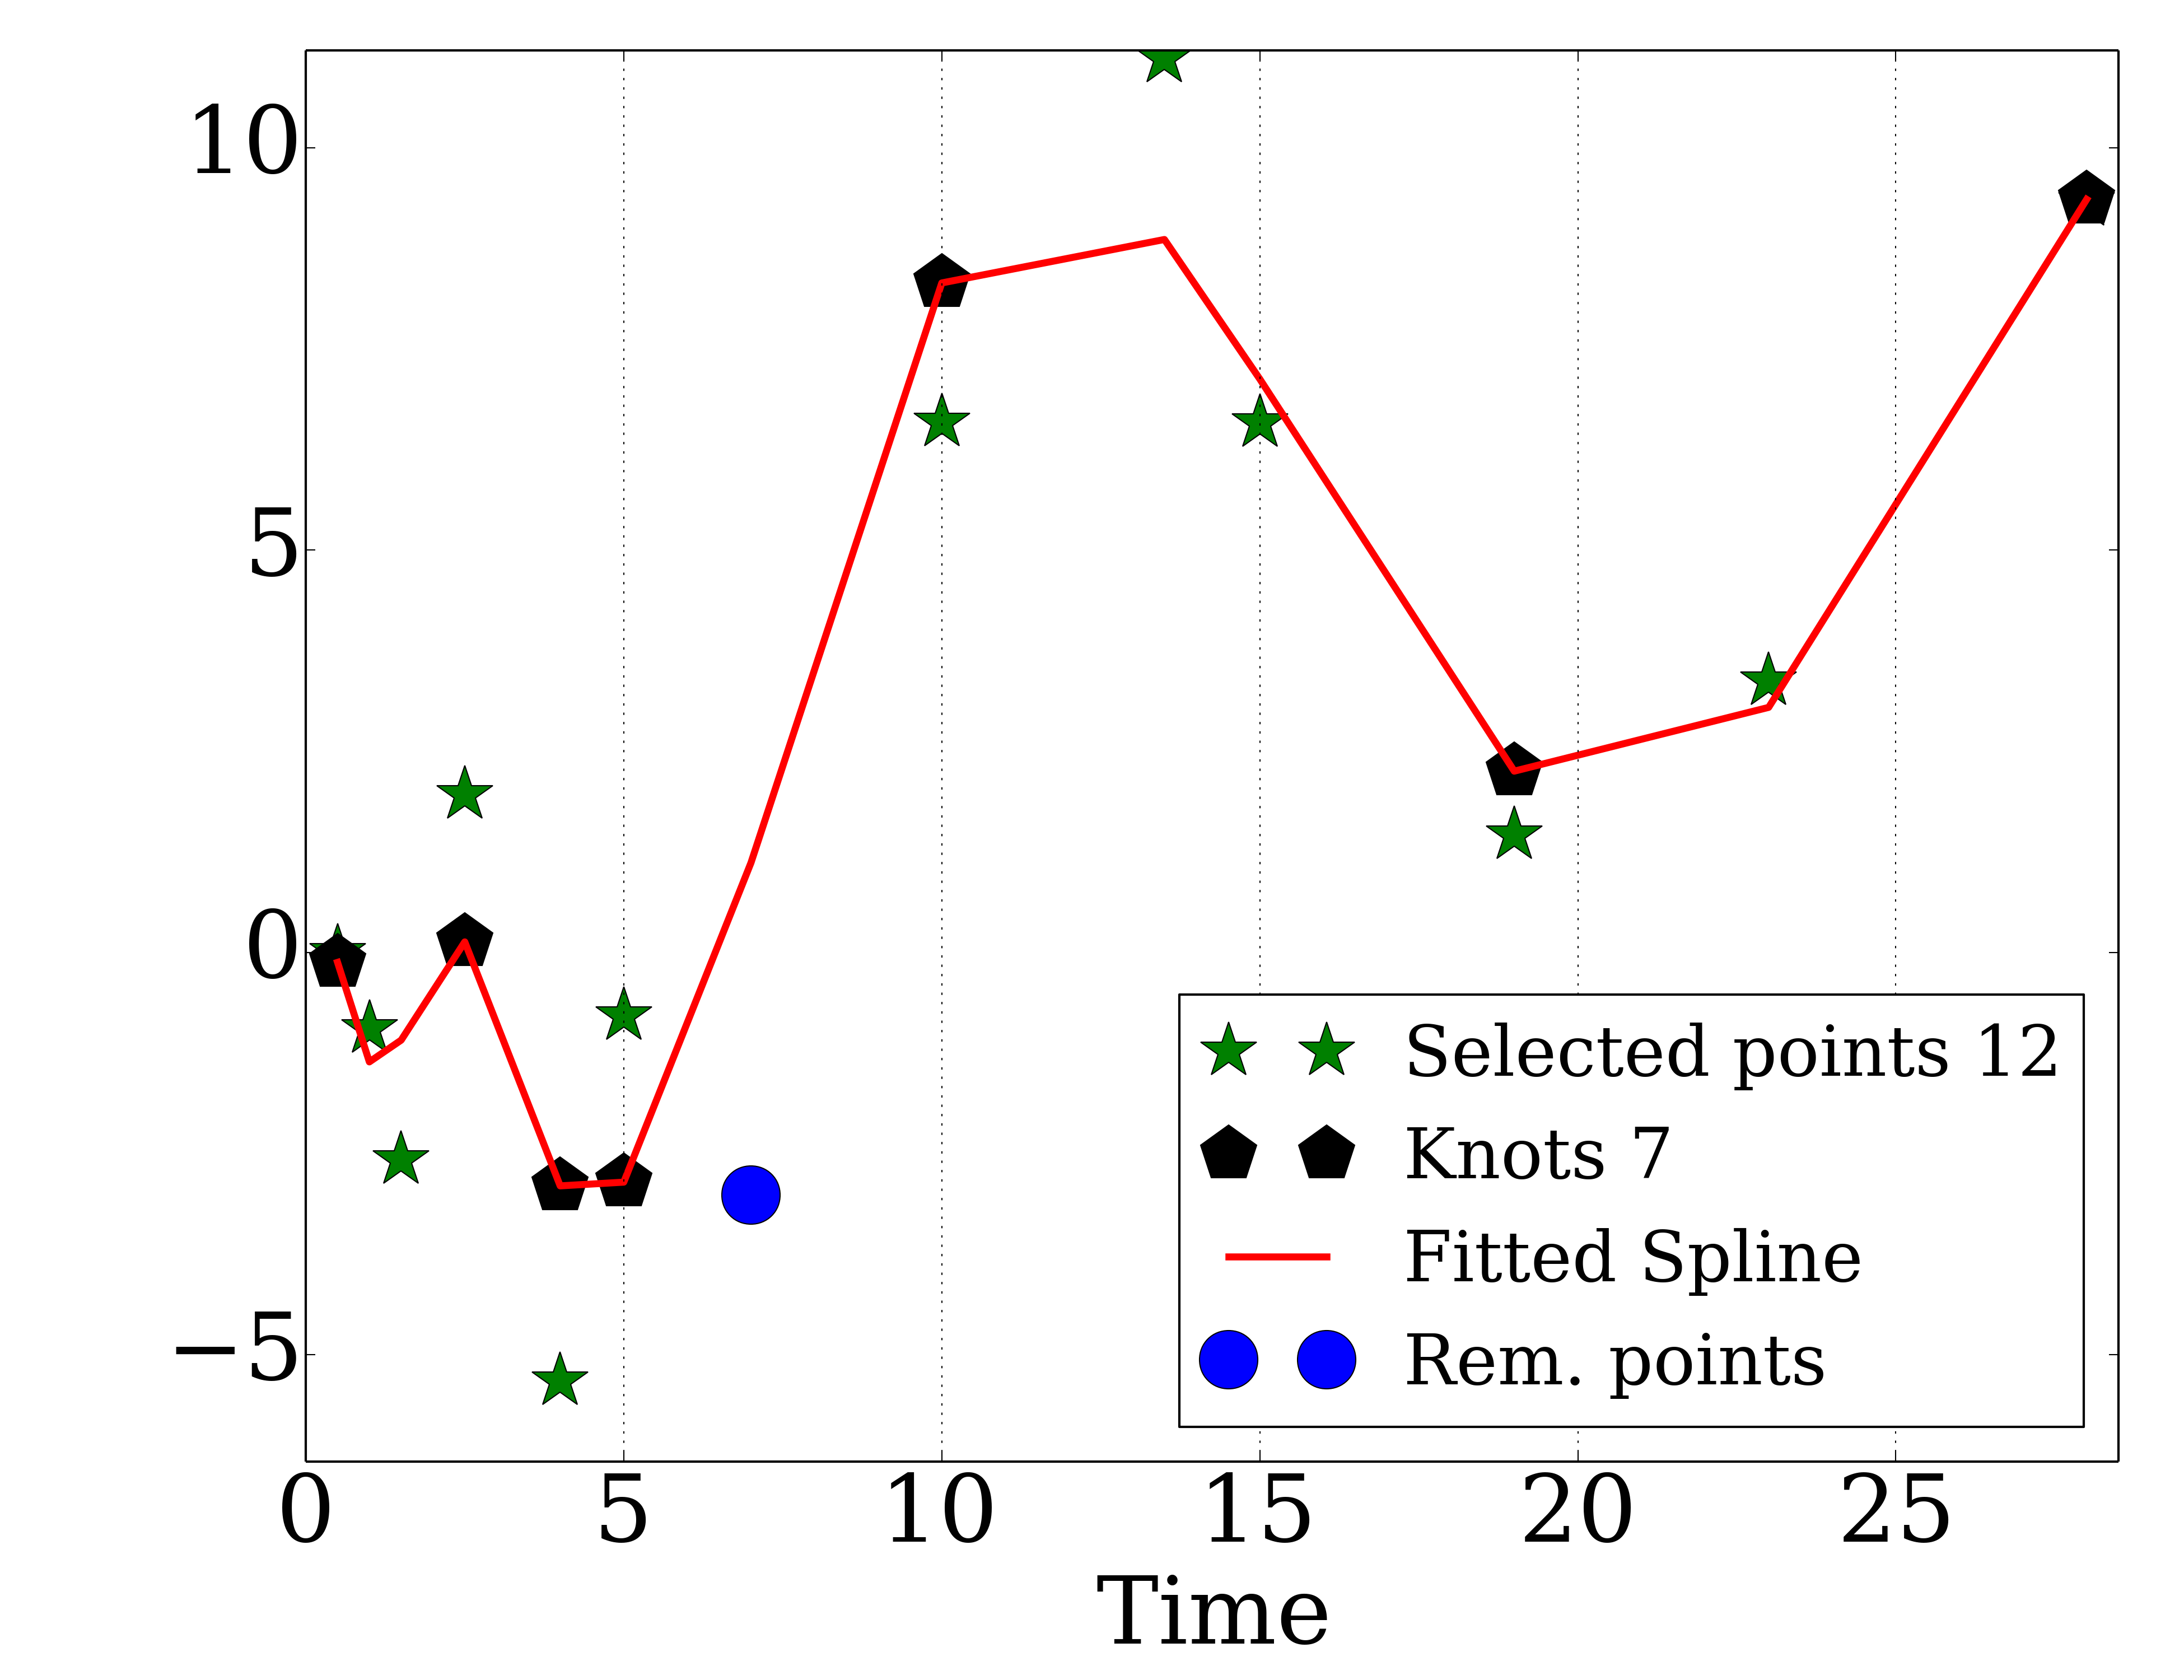 10
5
0
−5
Selected points 12
Knots 7
Fitted Spline
Rem. points
0 5 10 15 20 25
Time